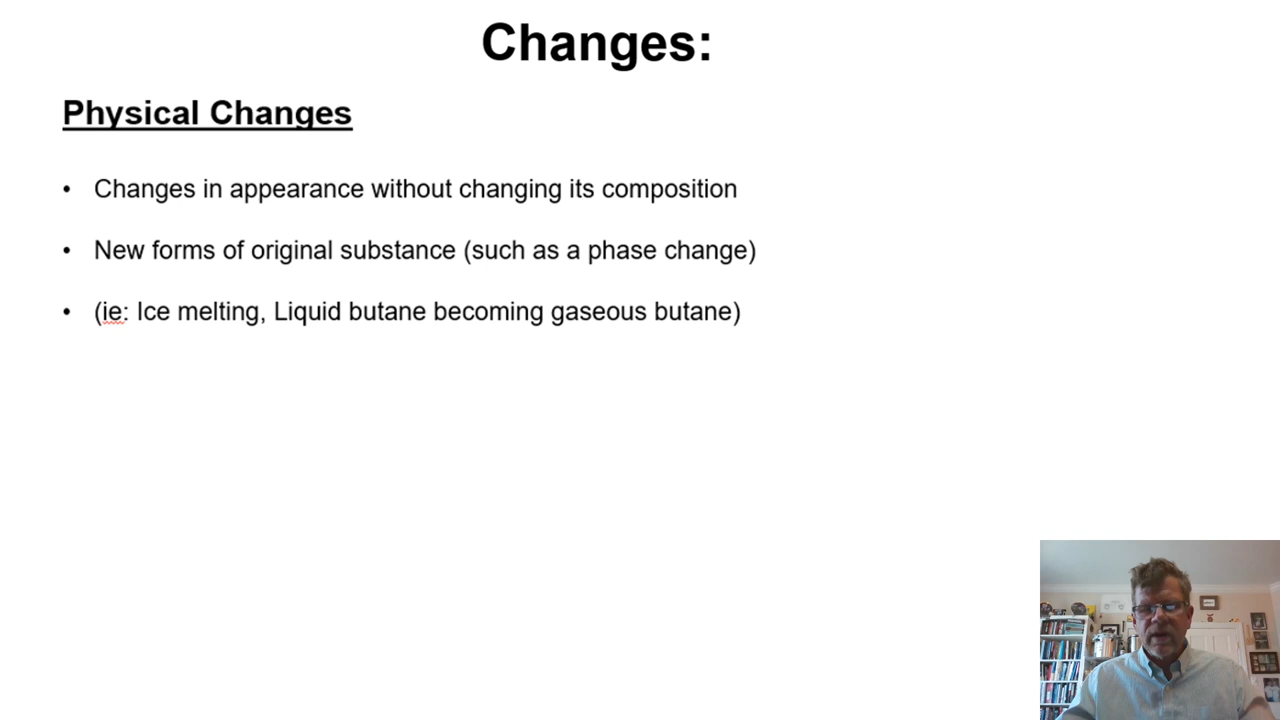 Changes:
Physical Changes
• Changes in appearance without changing its composition
• New forms of original substance (such as a phase change)
• (ie: Ice melting, Liquid butane becoming gaseous butane)